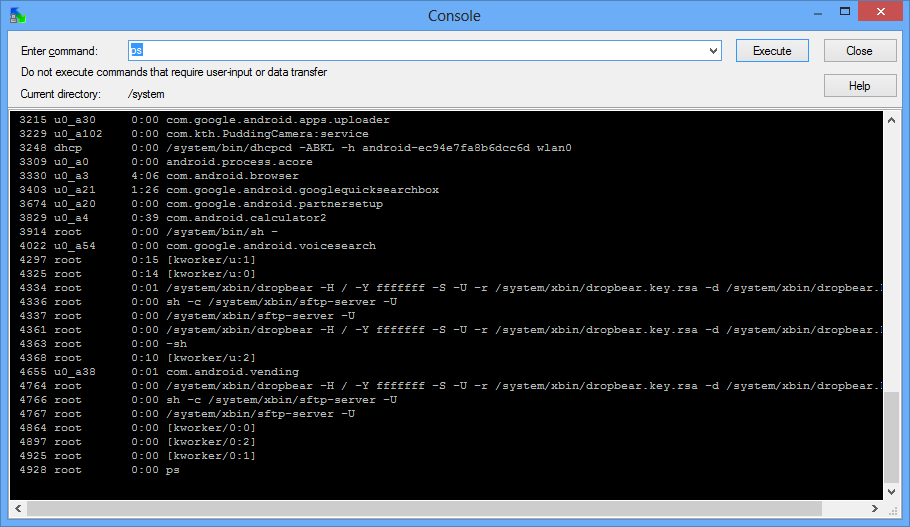 Console
Enter command: ps Execute Close
Do not execute commands that require user-input or data transfer
Help
Current directory: /system
3215 u0_a30 0:00 com.google.android.apps.uploader
3229 u0_a102 0:00 com.kth.PuddingCamera:service
3248 dhcp 0:00 /system/bin/dhcpcd -ABKL -h android-ec94e7fa8b6dcc6d wlan0
3309 u0_a0 0:00 android.process.acore
3330 u0_a3 4:06 com.android.browser
3403 u0_a21 1:26 com.google.android.googlequicksearchbox
3674 u0_a20 0:00 com.google.android.partnersetup
3829 u0_a4 0:39 com.android.calculator2
3914 root 0:00 /system/bin/sh -
4022 u0_a54 0:00 com.google.android.voicesearch
4297 root 0:15 [kworker/u:1]
4325 root 0:14 [kworker/u:0]
4334 root 0:01 /system/xbin/dropbear -H / -Y fffffff -S -U -r /system/xbin/dropbear.key.rsa -d /system/xbin/dropbear.
4336 root 0:00 sh -c /system/xbin/sftp-server -U
4337 root 0:00 /system/xbin/sftp-server -U
4361 root 0:00 /system/xbin/dropbear -H / -Y fffffff -S -U -r /system/xbin/dropbear.key.rsa -d /system/xbin/dropbear.
4363 root 0:00 -sh
4368 root 0:10 [kworker/u:2]
4655 u0_a38 0:01 com.android.vending
4764 root 0:00 /system/xbin/dropbear -H / -Y fffffff -S -U -r /system/xbin/dropbear.key.rsa -d /system/xbin/dropbear.
4766 root 0:00 sh -c /system/xbin/sftp-server -U
4767 root 0:00 /system/xbin/sftp-server -U
4864 root 0:00 [kworker/0:0]
4897 root 0:00 [kworker/0:2]
4925 root 0:00 [kworker/0:1]
4928 root 0:00 ps